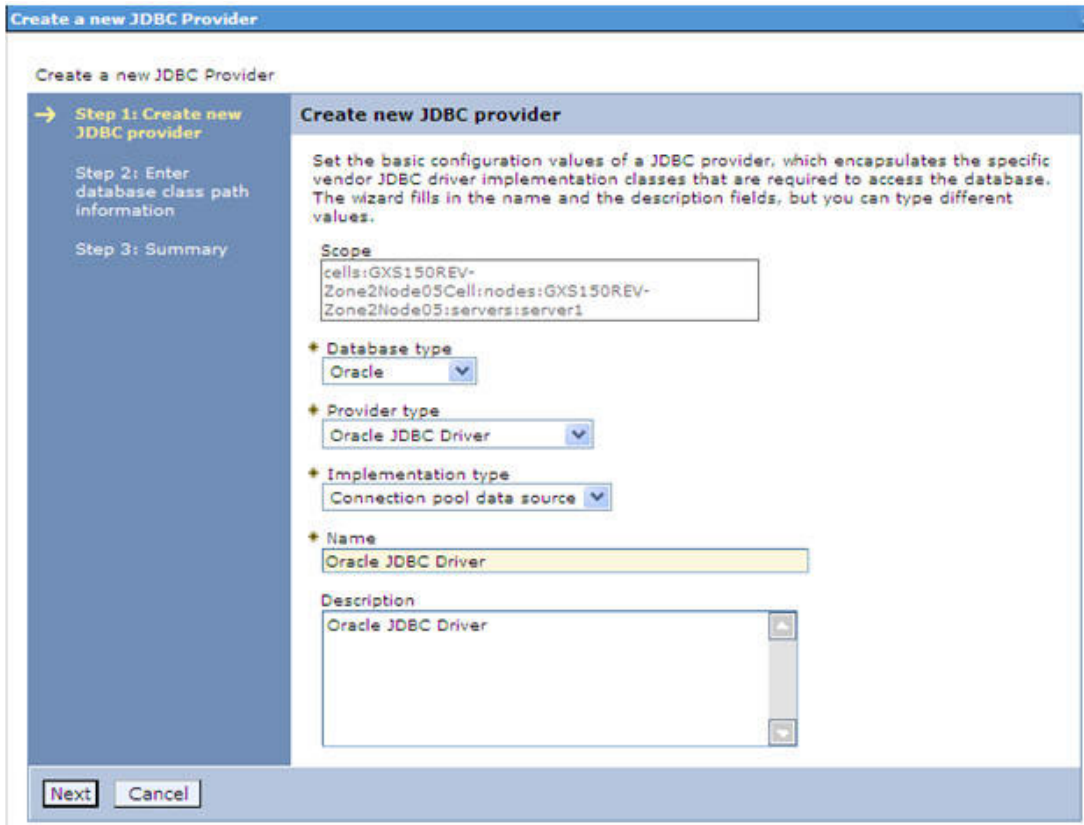 Create a new JDBC Provider
Create a new JDBC Provider
Step 1: Create new
JDBC provider
Step 2: Enter
database class path
information
Step 3: Summary
Create new JDBC provider
Set the basic configuration values of a JDBC provider, which encapsulates the specific
vendor JDBC driver implementation classes that are required to access the database.
The wizard fills in the name and the description fields, but you can type different
values.
Scope
cells:GXS150REV-
Zone2Node05Cell:nodes:GXS150REV-
Zone2Node05:servers:server1
Database type
Oracle
Provider type
Oracle JDBC Driver
Implementation type
Connection pool data source
Name
Oracle JDBC Driver
Description
Oracle JDBC Driver
Next
Cancel